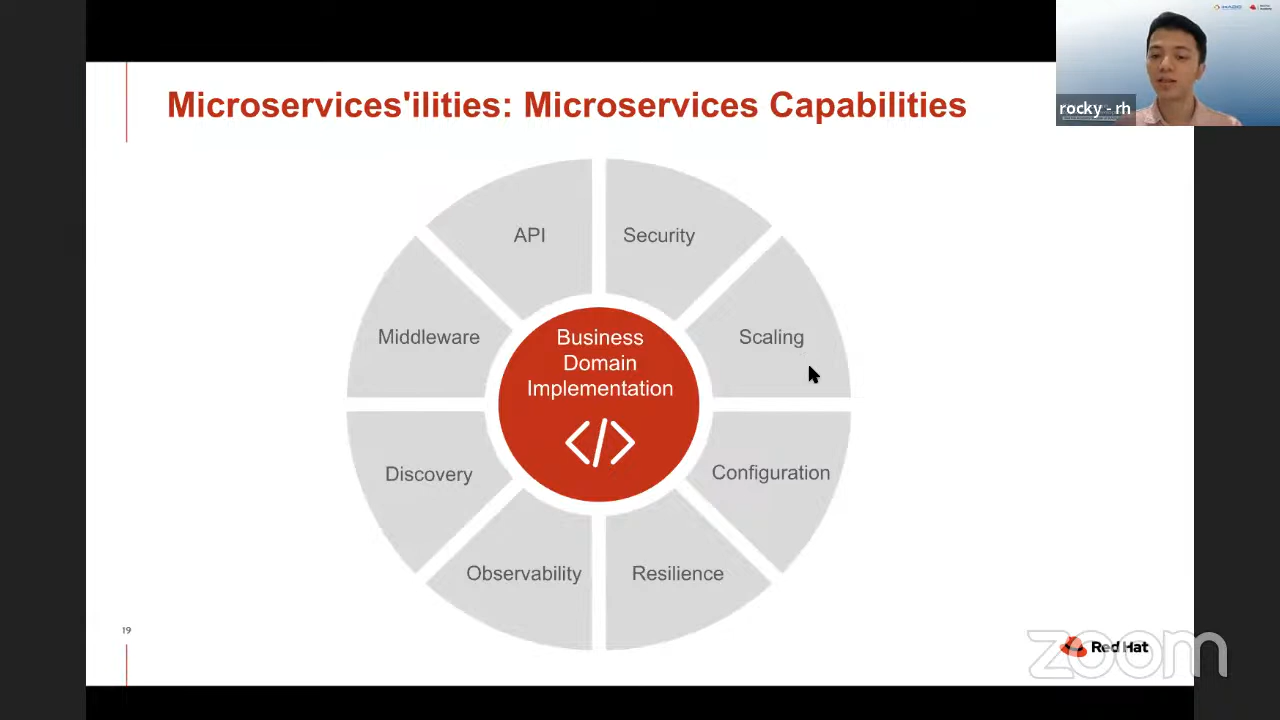 Microservices'ilities: Microservices Capabilities
rocky - rh
API
Security
Middleware
Scaling
Business
Domain
Implementation
</>
Discovery
Configuration
Observability
Resilience
19
Red Hat
zoom